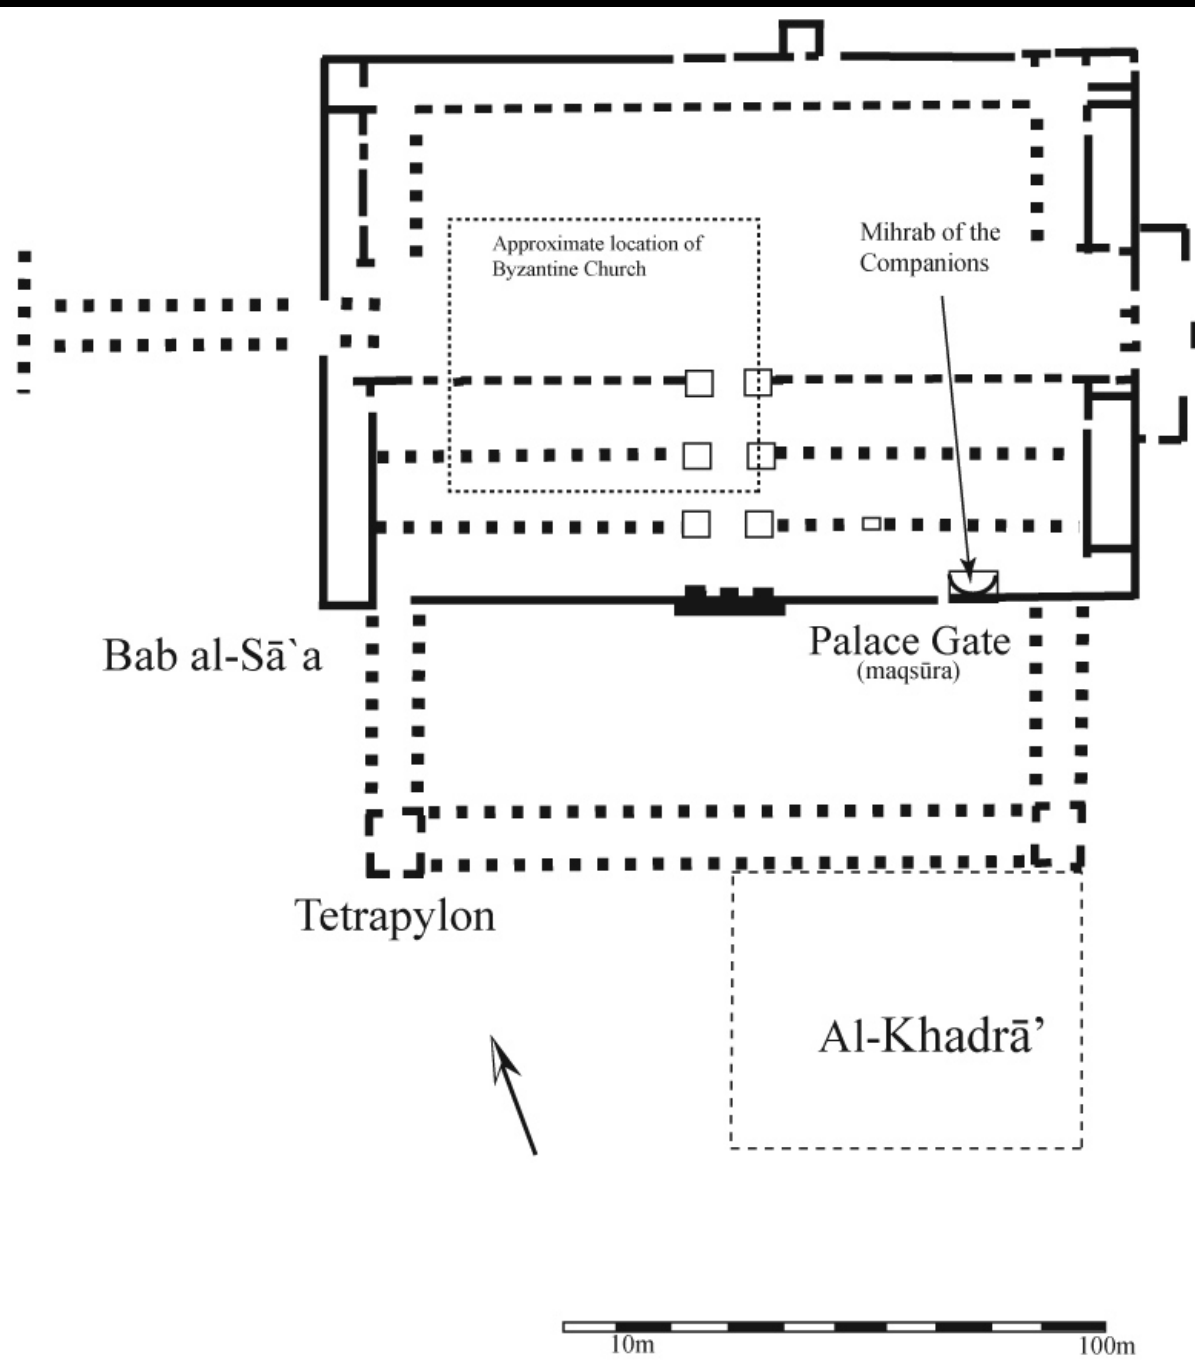 Approximate location of
Byzantine Church
Mihrab of the
Companions
Bab al-Sā`a
Palace Gate
(maqsūra)
Tetrapylon
Al-Khadrā’
10m
100m